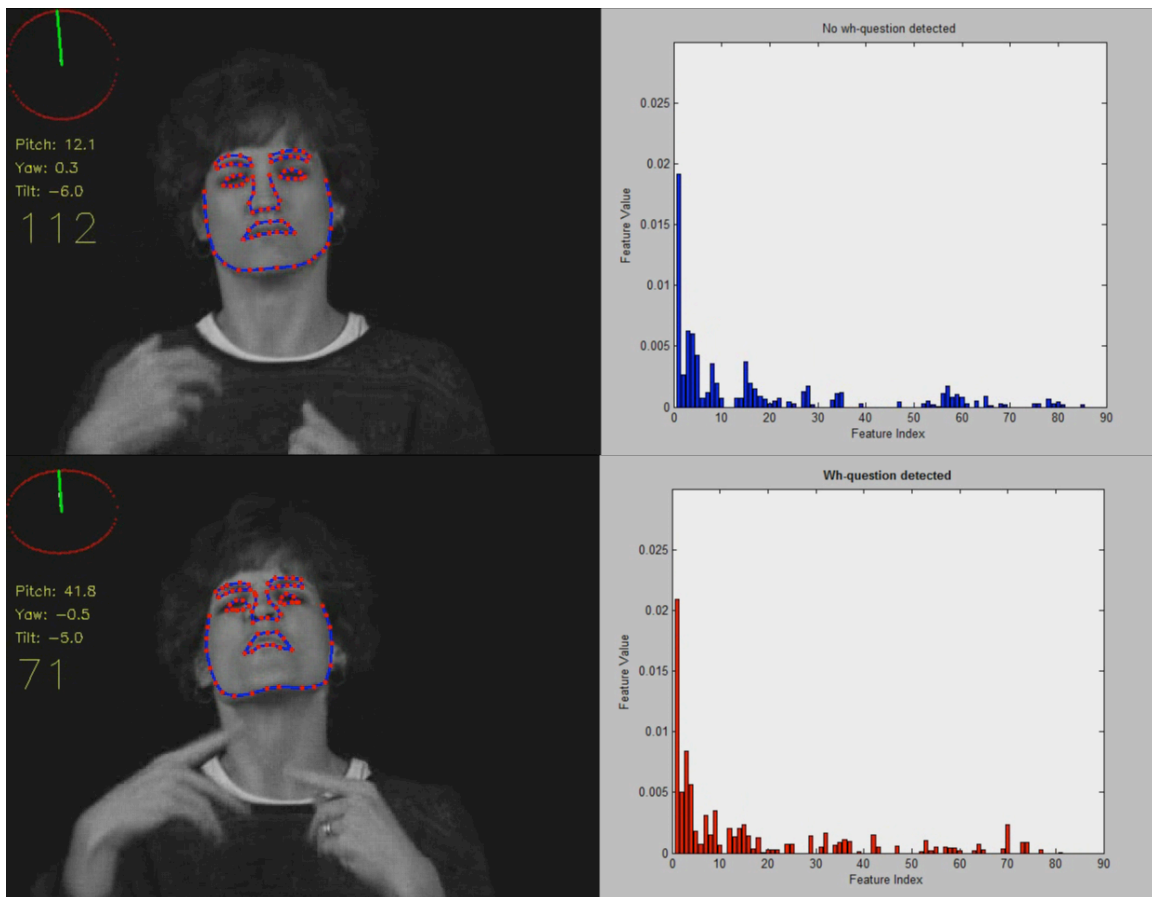 Pitch: 12.1
Yaw: 0.3
Tilt: −6.0
112
No wh-question detected
0.025
0.02
0.015
0.01
0.005
0
Feature Value
0 10 20 30 40 50 60 70 80 90
Feature Index
Pitch: 41.8
Yaw: −0.5
Tilt: −5.0
71
Wh-question detected
0.025
0.02
0.015
0.01
0.005
0
Feature Value
0 10 20 30 40 50 60 70 80 90
Feature Index